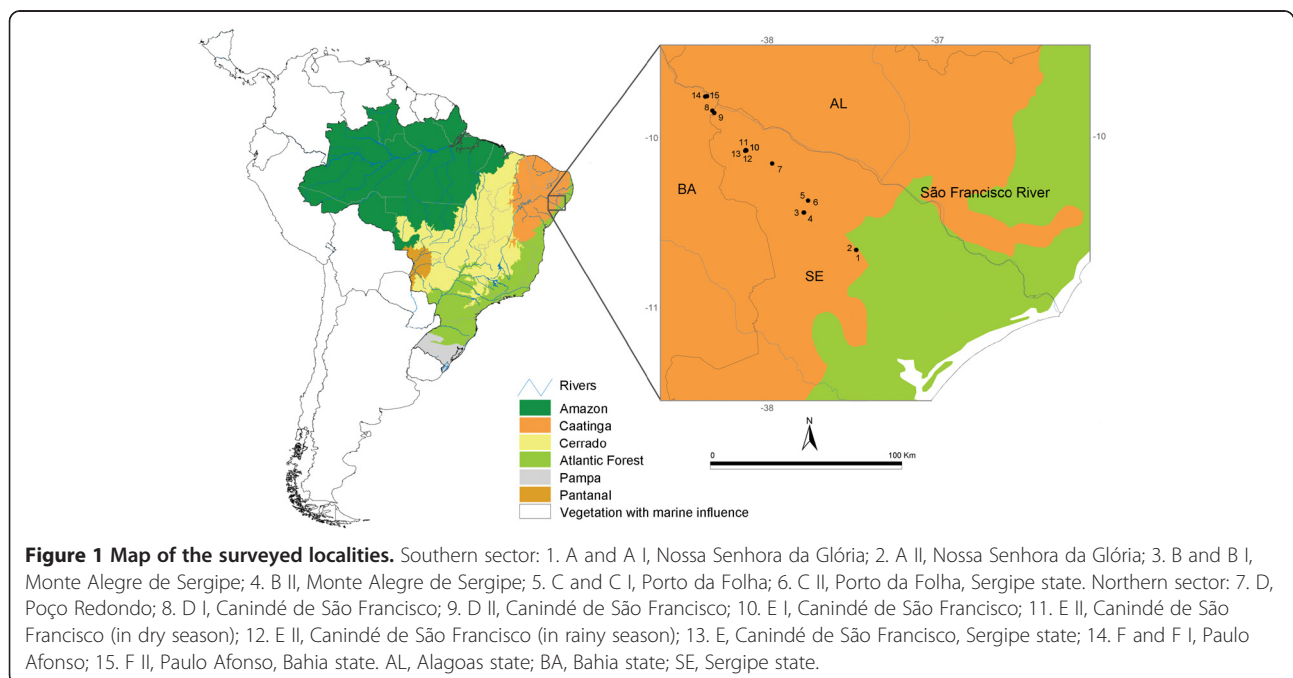 -38
-37
14 15
8
9
AL
-10
-10
11
10
13
12
7
BA
5
6
São Francisco River
3
4
2
1
SE
-11
-38
N
0
100 Km
Rivers
Amazon
Caatinga
Cerrado
Atlantic Forest
Pampa
Pantanal
Vegetation with marine influence
Figure 1 Map of the surveyed localities. Southern sector: 1. A and A I, Nossa Senhora da Glória; 2. A II, Nossa Senhora da Glória; 3. B and B I,
Monte Alegre de Sergipe; 4. B II, Monte Alegre de Sergipe; 5. C and C I, Porto da Folha; 6. C II, Porto da Folha, Sergipe state. Northern sector: 7. D,
Poço Redondo; 8. D I, Canindé de São Francisco; 9. D II, Canindé de São Francisco; 10. E I, Canindé de São Francisco; 11. E II, Canindé de São
Francisco (in dry season); 12. E II, Canindé de São Francisco (in rainy season); 13. E, Canindé de São Francisco, Sergipe state; 14. F and F I, Paulo
Afonso; 15. F II, Paulo Afonso, Bahia state. AL, Alagoas state; BA, Bahia state; SE, Sergipe state.